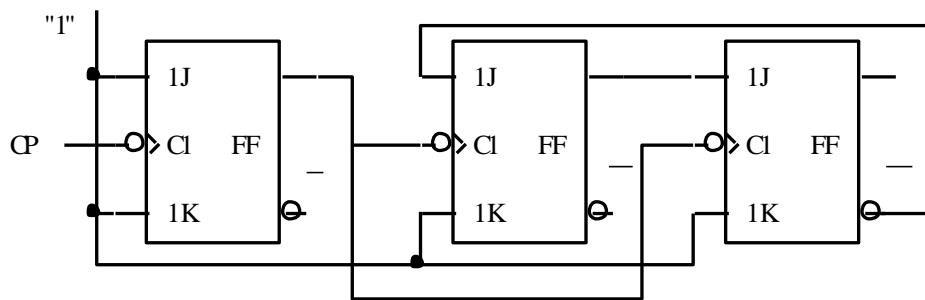 "1"
1J 1J 1J
CP C1 FF C1 FF C1 FF
1K 1K 1K